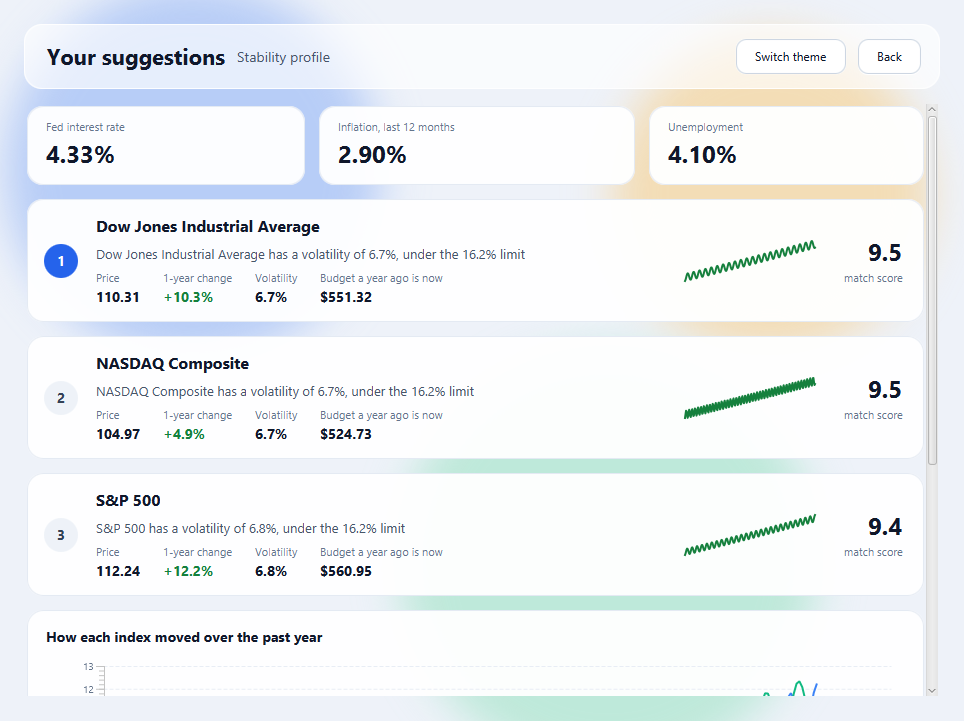 Your suggestions Stability profile Switch theme Back
Fed interest rate
4.33%
Inflation, last 12 months
2.90%
Unemployment
4.10%
1
Dow Jones Industrial Average
Dow Jones Industrial Average has a volatility of 6.7%, under the 16.2% limit
Price 1-year change Volatility Budget a year ago is now
110.31 +10.3% 6.7% $551.32
9.5
match score
2
NASDAQ Composite
NASDAQ Composite has a volatility of 6.7%, under the 16.2% limit
Price 1-year change Volatility Budget a year ago is now
104.97 +4.9% 6.7% $524.73
9.5
match score
3
S&P 500
S&P 500 has a volatility of 6.8%, under the 16.2% limit
Price 1-year change Volatility Budget a year ago is now
112.24 +12.2% 6.8% $560.95
9.4
match score
How each index moved over the past year
13
12